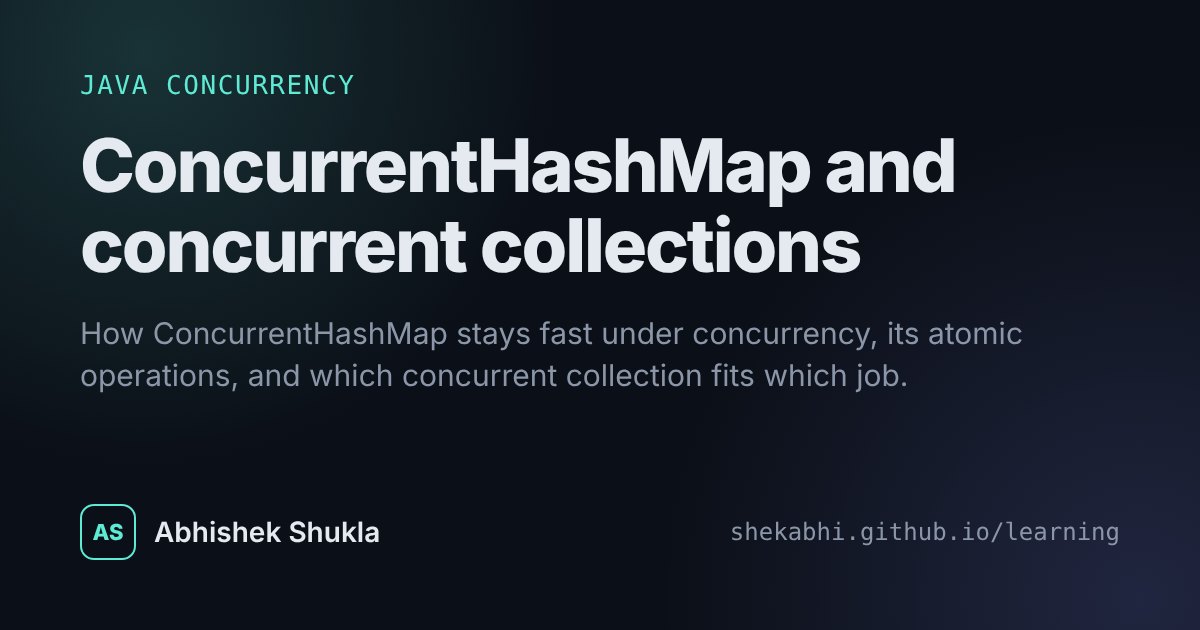 JAVA CONCURRENCY
ConcurrentHashMap and
concurrent collections
How ConcurrentHashMap stays fast under concurrency, its atomic
operations, and which concurrent collection fits which job.
AS Abhishek Shukla
shekabhi.github.io/learning